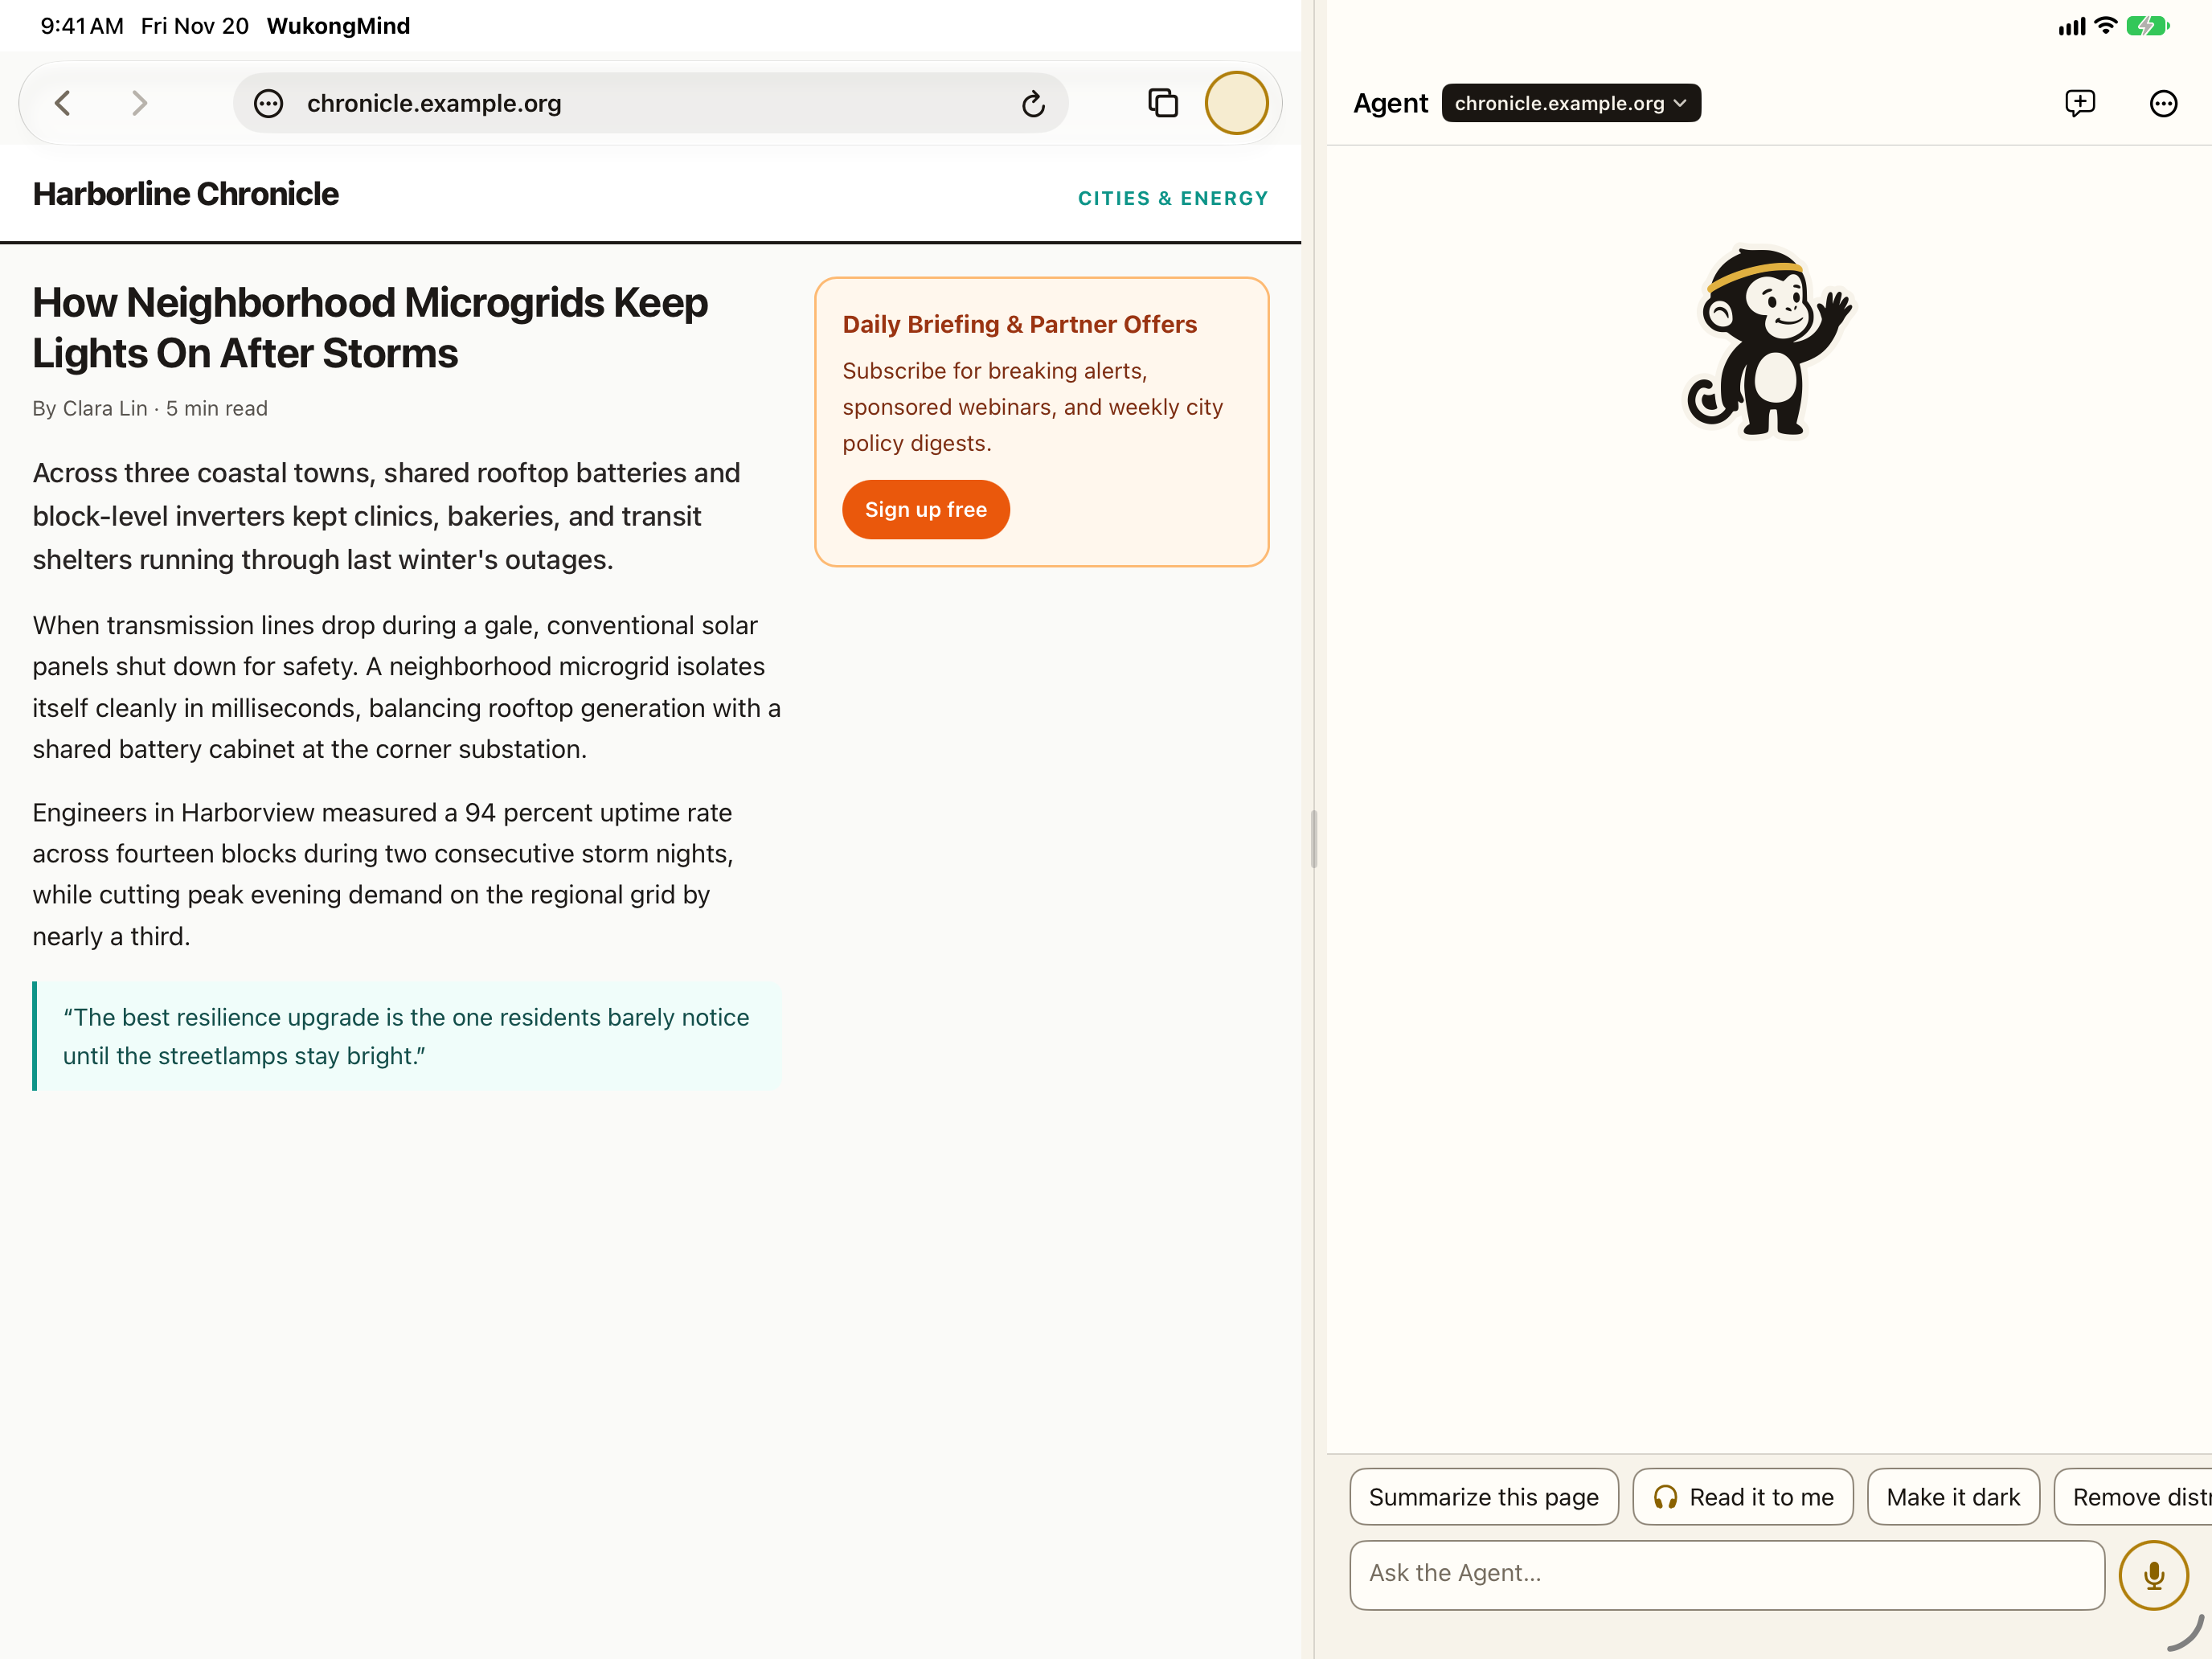 9:41 AM Fri Nov 20 WukongMind
chronicle.example.org
Harborline Chronicle
CITIES & ENERGY
How Neighborhood Microgrids Keep
Lights On After Storms
By Clara Lin · 5 min read
Across three coastal towns, shared rooftop batteries and
block-level inverters kept clinics, bakeries, and transit
shelters running through last winter's outages.
When transmission lines drop during a gale, conventional solar
panels shut down for safety. A neighborhood microgrid isolates
itself cleanly in milliseconds, balancing rooftop generation with a
shared battery cabinet at the corner substation.
Engineers in Harborview measured a 94 percent uptime rate
across fourteen blocks during two consecutive storm nights,
while cutting peak evening demand on the regional grid by
nearly a third.
“The best resilience upgrade is the one residents barely notice
until the streetlamps stay bright.”
Daily Briefing & Partner Offers
Subscribe for breaking alerts,
sponsored webinars, and weekly city
policy digests.
Sign up free
Agent chronicle.example.org
Summarize this page
Read it to me
Make it dark
Remove
Ask the Agent...